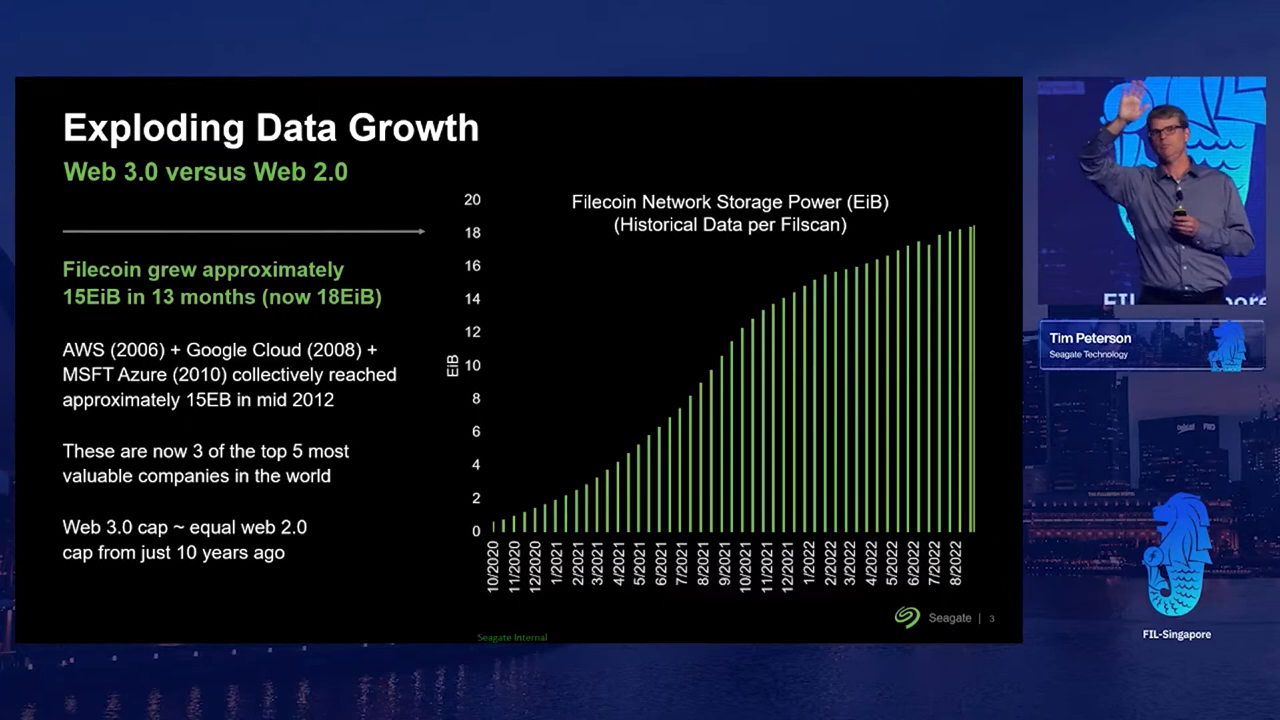 Exploding Data Growth
Web 3.0 versus Web 2.0
Filecoin grew approximately
15EiB in 13 months (now 18EiB)
AWS (2006) + Google Cloud (2008) +
MSFT Azure (2010) collectively reached
approximately 15EB in mid 2012
These are now 3 of the top 5 most
valuable companies in the world
Web 3.0 cap ~ equal web 2.0
cap from just 10 years ago
Filecoin Network Storage Power (EiB)
(Historical Data per Filscan)
EiB
20
18
16
14
12
10
8
6
4
2
0
10/2020
11/2020
12/2020
1/2021
2/2021
3/2021
4/2021
5/2021
6/2021
7/2021
8/2021
9/2021
10/2021
11/2021
12/2021
1/2022
2/2022
3/2022
4/2022
5/2022
6/2022
7/2022
8/2022
Seagate | 3
Seagate Internal
Tim Peterson
Seagate Technology
FIL-Singapore